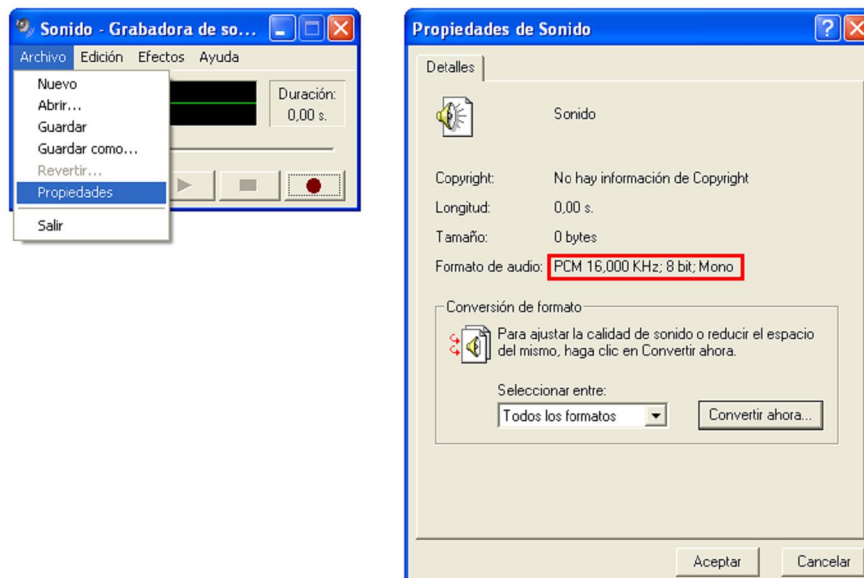 Sonido - Grabadora de so...
Archivo Edición Efectos Ayuda
Nuevo
Abrir...
Guardar
Guardar como...
Revertir...
Propiedades
Salir
Duración:
0,00 s.
Propiedades de Sonido
Detalles
Sonido
Copyright: No hay información de Copyright
Longitud: 0,00 s.
Tamaño: 0 bytes
Formato de audio: PCM 16,000 KHz; 8 bit; Mono
Conversión de formato
Para ajustar la calidad de sonido o reducir el espacio
del mismo, haga clic en Convertir ahora.
Seleccionar entre:
Todos los formatos Convertir ahora...
Aceptar Cancelar